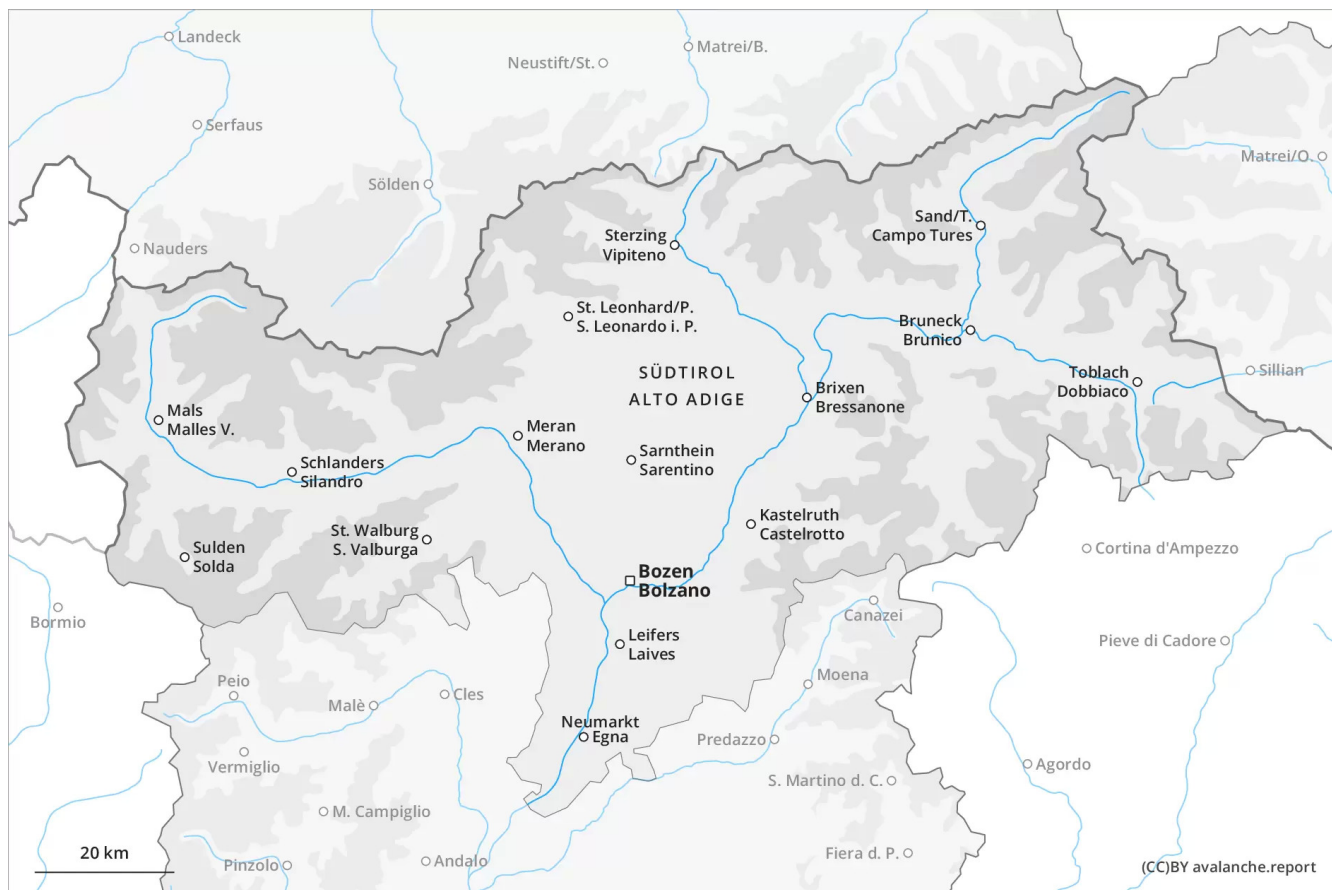 Landeck
Matrei/B.
Neustift/St.
Serfaus
Matrei/O.
Sölden
Sand/T.
Campo Tures
Sterzing
Vipiteno
Nauders
St. Leonhard/P.
S. Leonardo i. P.
Bruneck
Brunico
SÜDTIROL
ALTO ADIGE
Toblach
Dobbiaco
Sillian
Brixen
Bressanone
Mals
Malles V.
Meran
Merano
Sarnthein
Sarentino
Schlanders
Silandro
Kastelruth
Castelrotto
St. Walburg
S. Valburga
Sulden
Solda
Cortina d'Ampezzo
Bozen
Bolzano
Bormio
Canazei
Leifers
Laives
Pieve di Cadore
Moena
Peio
Cles
Malè
Neumarkt
Egna
Predazzo
Vermiglio
Agordo
S. Martino d. C.
M. Campiglio
20 km
Pinzolo
Andalo
Fiera d. P.
(CC)BY avalanche.report